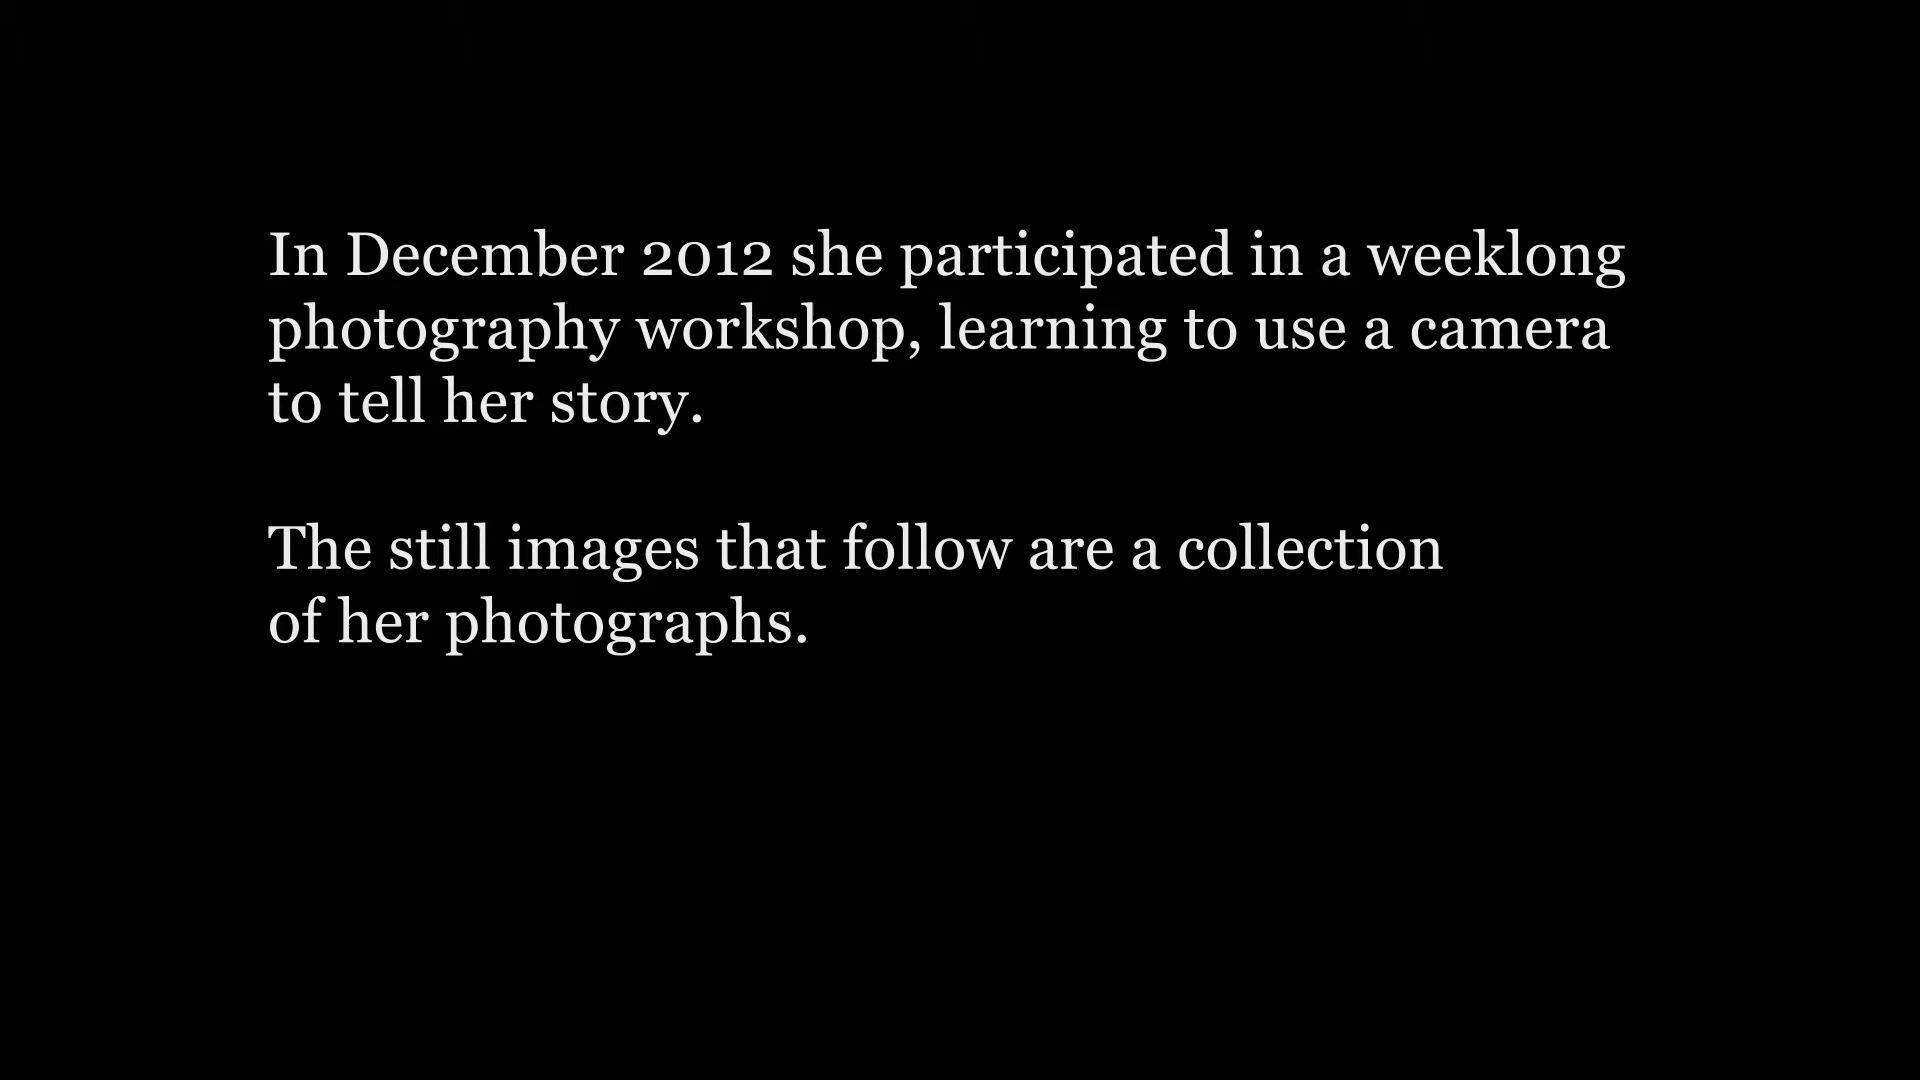 In December 2012 she participated in a weeklong
photography workshop, learning to use a camera
to tell her story.
The still images that follow are a collection
of her photographs.